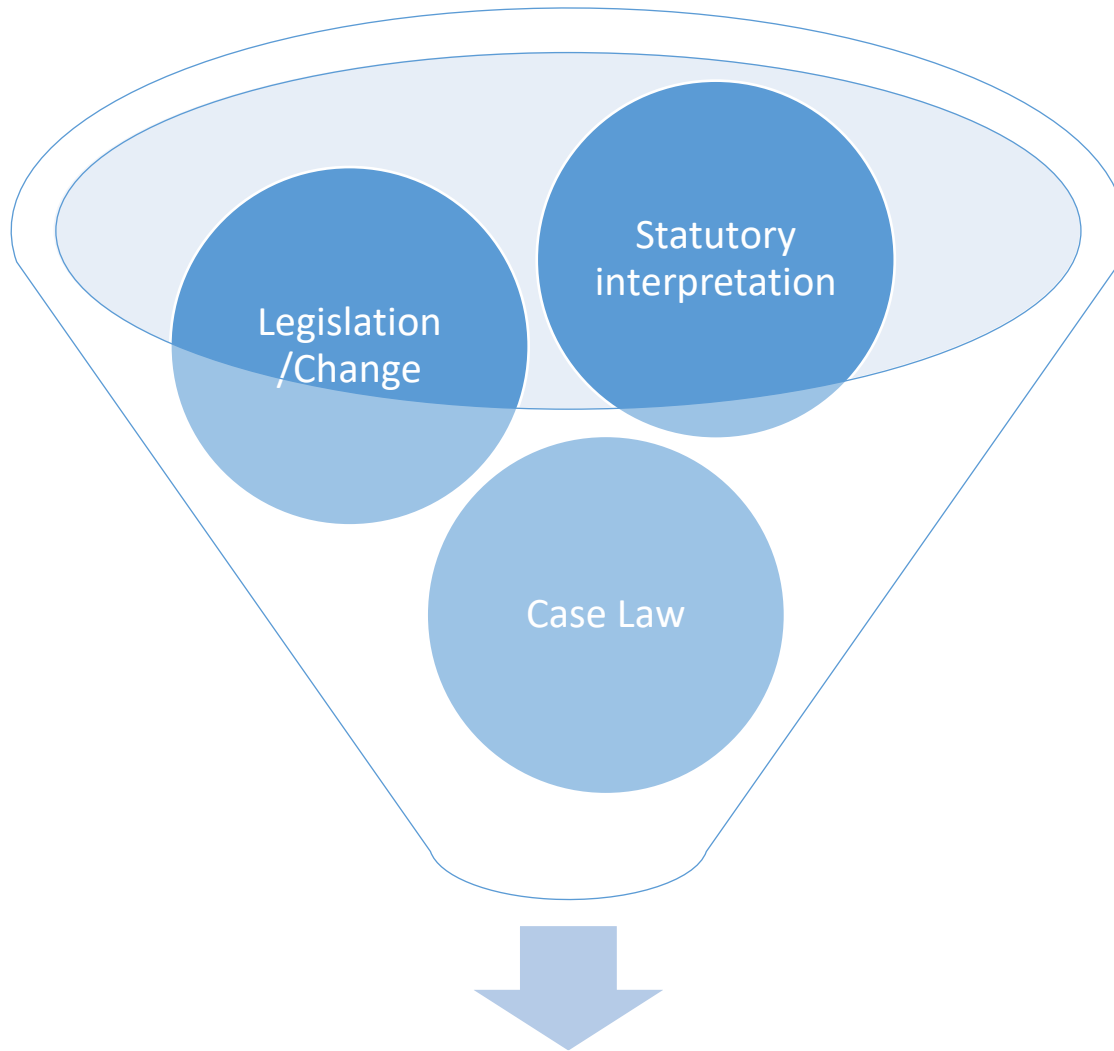 Statutory
interpretation
Legislation
/Change
Case Law